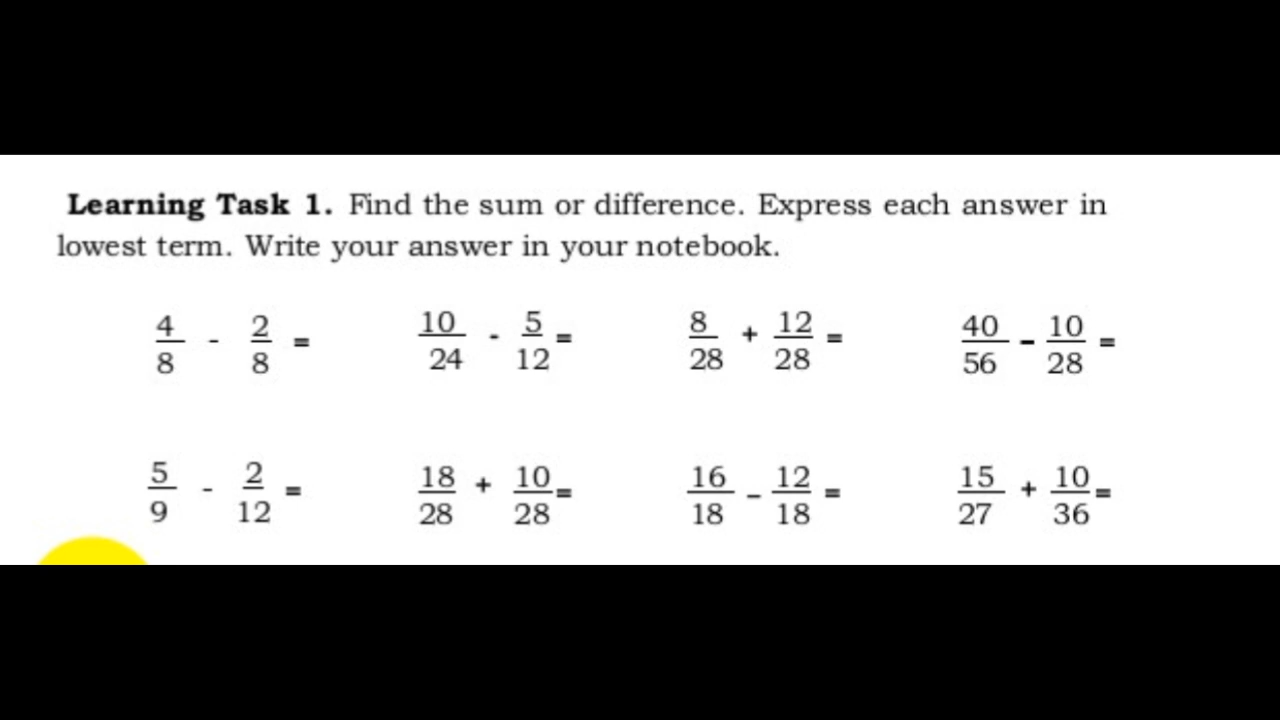 Learning Task 1. Find the sum or difference. Express each answer in
lowest term. Write your answer in your notebook.
4/8 - 2/8 = 10/24 - 5/12 = 8/28 + 12/28 = 40/56 - 10/28 =
5/9 - 2/12 = 18/28 + 10/28 = 16/18 - 12/18 = 15/27 + 10/36 =